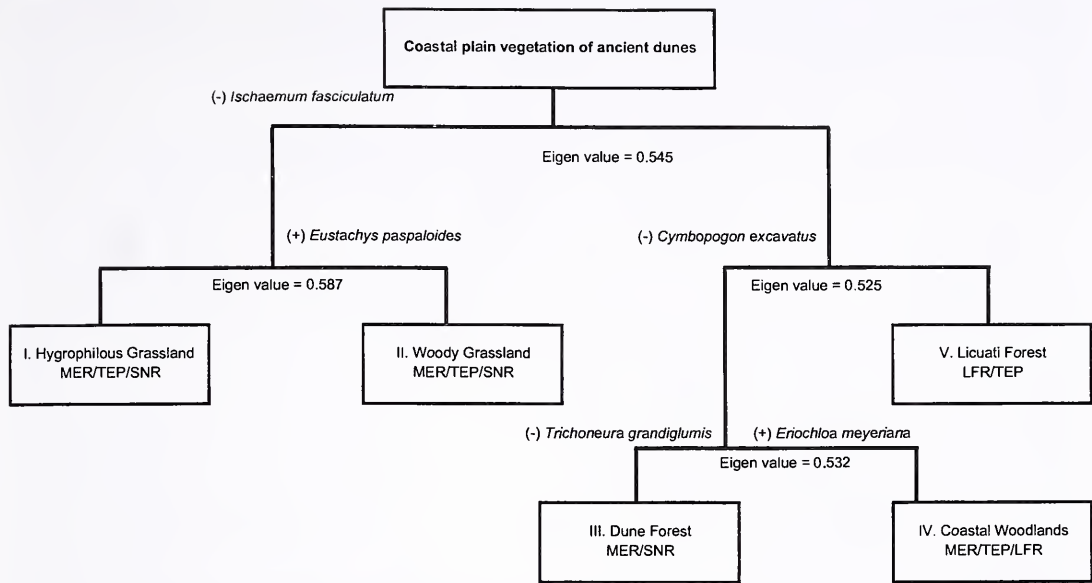 Coastal plain vegetation of ancient dunes
(-) Ischaemum fasciculatum
Eigen value = 0.545
(+) Eustachys paspaloides
(-) Cymbopogon excavatus
Eigen value = 0.587
Eigen value = 0.525
I. Hygrophilous Grassland
MER/TEP/SNR
II. Woody Grassland
MER/TEP/SNR
V. Licuati Forest
LFR/TEP
(-) Trichoneura grandiglumis
(+) Eriochloa meyeriana
Eigen value = 0.532
III. Dune Forest
MER/SNR
IV. Coastal Woodlands
MER/TEP/LFR